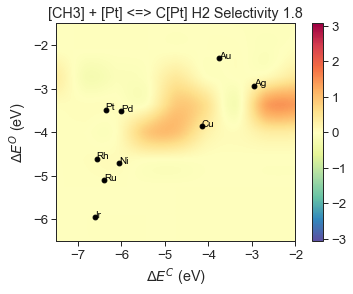 [CH3] + [Pt] <=> C[Pt] H2 Selectivity 1.8
ΔE^O (eV)
−2
−3
−4
−5
−6
Au
Ag
Pt
Pd
Cu
Rh
Ni
Ru
Ir
−7
−6
−5
−4
−3
−2
ΔE^C (eV)
3
2
1
0
−1
−2
−3